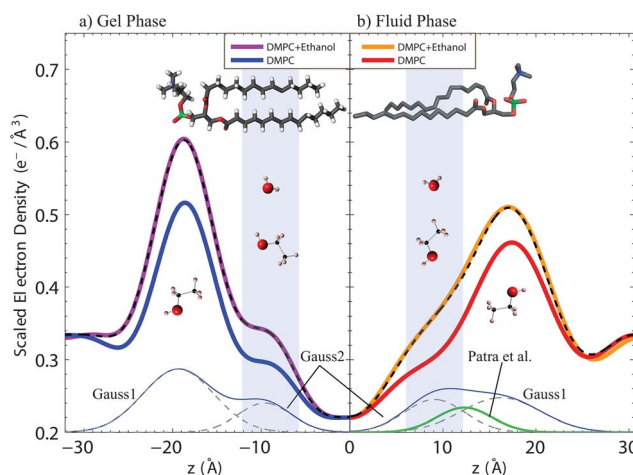 a) Gel Phase
b) Fluid Phase
DMPC+Ethanol
DMPC
DMPC+Ethanol
DMPC
Scaled Electron Density (e⁻/Å³)
0.7
0.6
0.5
0.4
0.3
0.2
Gauss1
Gauss2
Patra et al.
Gauss1
−30
−20
−10
0
10
20
30
z (Å)
z (Å)